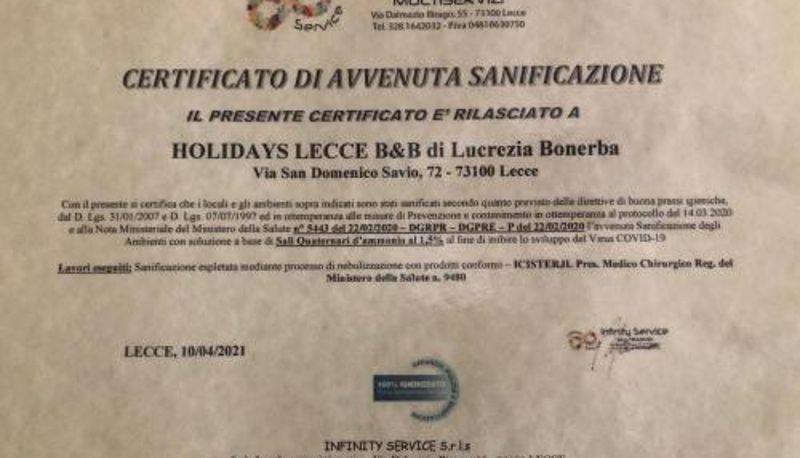 Service
MULTISERVIZI
Via Dalmazio Birago, 55 - 73100 Lecce
Tel. 328.1642032 - P.iva 04818630750
CERTIFICATO DI AVVENUTA SANIFICAZIONE
IL PRESENTE CERTIFICATO E' RILASCIATO A
HOLIDAYS LECCE B&B di Lucrezia Bonerba
Via San Domenico Savio, 72 - 73100 Lecce
Con il presente si certifica che i locali e gli ambienti sopra indicati sono stati sanificati secondo quanto previsto delle direttive di buona prassi igieniche,
dal D. Lgs. 31/01/2007 e D. Lgs. 07/07/1997 ed in ottemperanza alle misure di Prevenzione e contenimento in ottemperanza al protocollo del 14.03.2020
e alla Nota Ministeriale del Ministero della Salute n° 5443 del 22/02/2020 – DGRPR – DGPRE – P del 22/02/2020 l'avvenuta Sanificazione degli
Ambienti con soluzione a base di Sali Quaternari d'ammonio al 1,5% al fine di inibire lo sviluppo del Virus COVID-19
Lavori eseguiti: Sanificazione espletata mediante processo di nebulizzazione con prodotti conformo – ICISTERJL Pres. Medico Chirurgico Reg. del
Ministero della Salute n. 9480
LECCE, 10/04/2021
Infinity Service
100% IGIENIZZATO
INFINITY SERVICE S.r.l.s